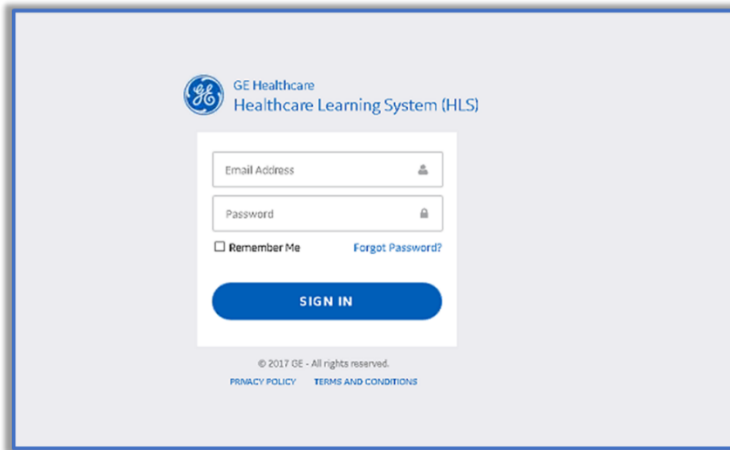 GE Healthcare
Healthcare Learning System (HLS)
Email Address
Password
Remember Me Forgot Password?
SIGN IN
© 2017 GE - All rights reserved.
PRIVACY POLICY TERMS AND CONDITIONS